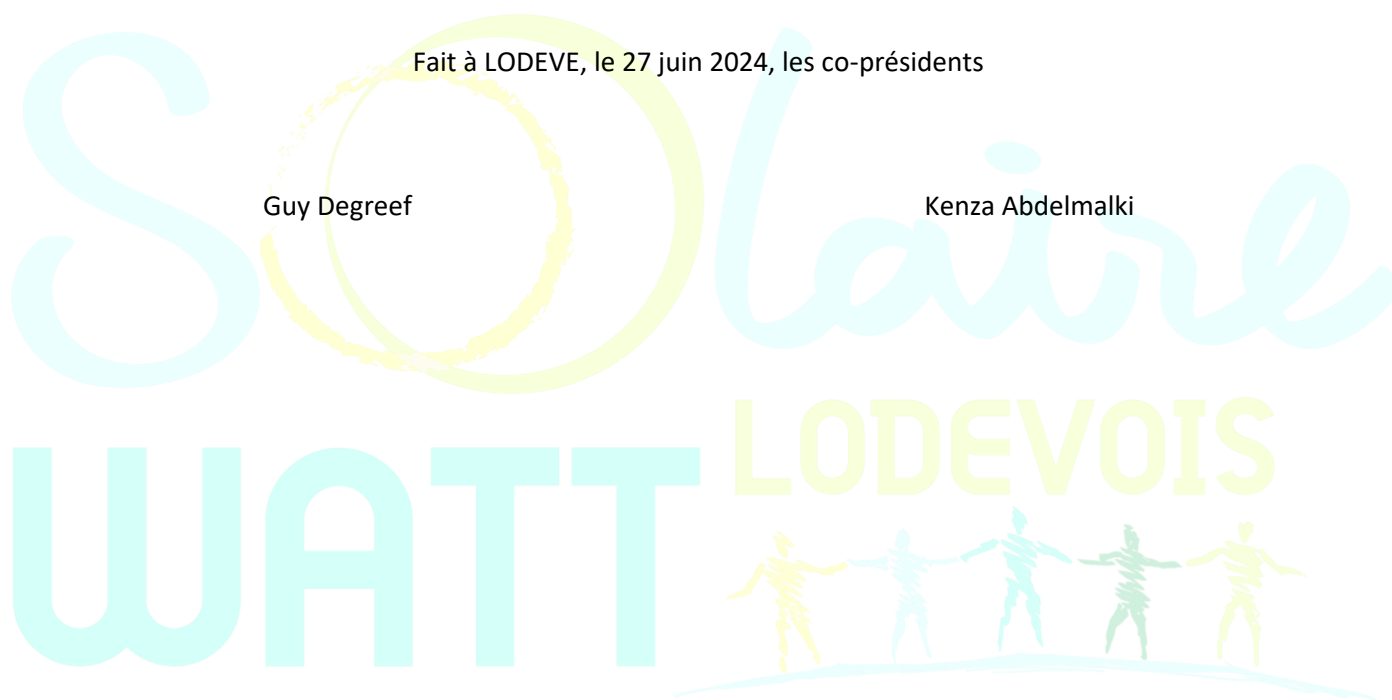 Fait à LODEVE, le 27 juin 2024, les co-présidents
Guy Degreef
Kenza Abdelmalki
SOlaire
LODEVOIS
WATT